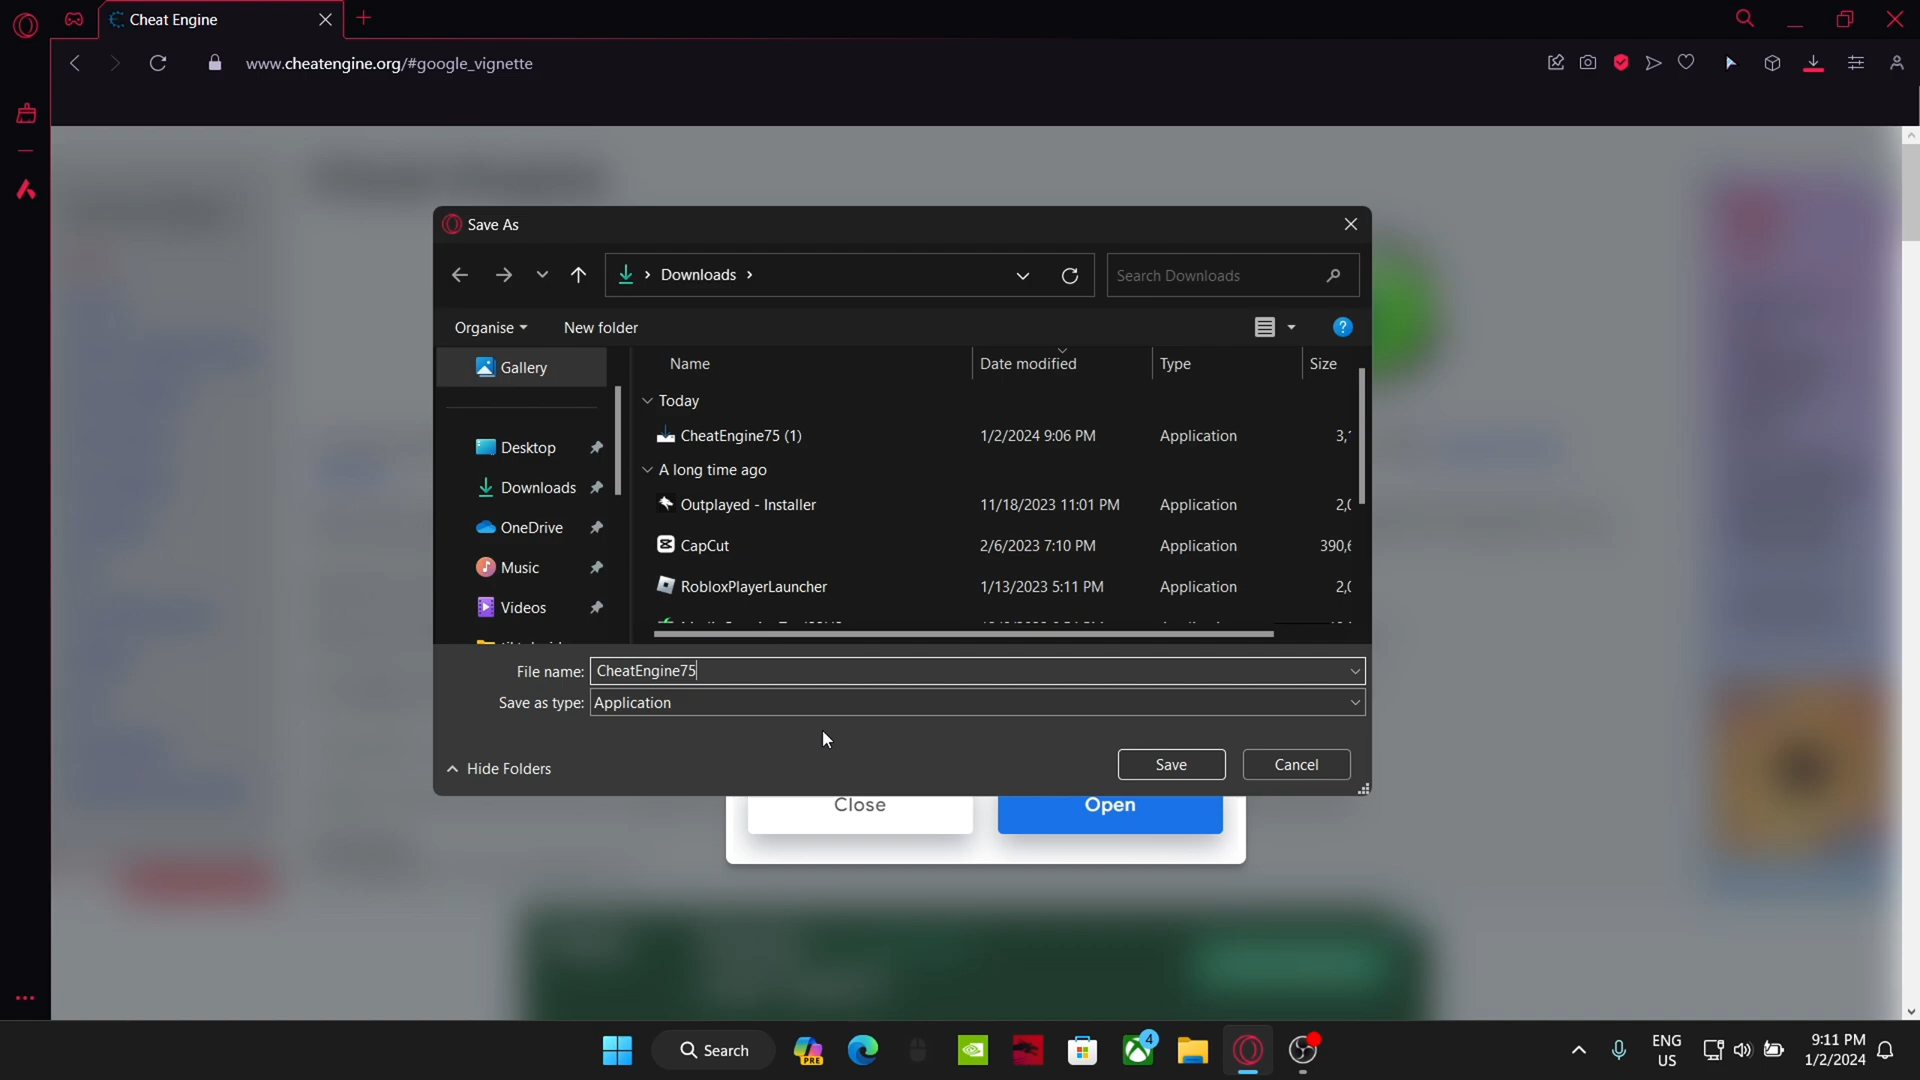 Cheat Engine
www.cheatengine.org/#google_vignette
Save As
Downloads
Search Downloads
Organise
New folder
Name
Date modified
Type
Size
Gallery
Today
CheatEngine75 (1)
1/2/2024 9:06 PM
Application
Desktop
A long time ago
Downloads
Outplayed - Installer
11/18/2023 11:01 PM
Application
OneDrive
CapCut
2/6/2023 7:10 PM
Application
Music
RobloxPlayerLauncher
1/13/2023 5:11 PM
Application
Videos
File name: CheatEngine75
Save as type: Application
Hide Folders
Save
Cancel
Close
Open
Search
PRE
4
ENG
US
9:11 PM
1/2/2024